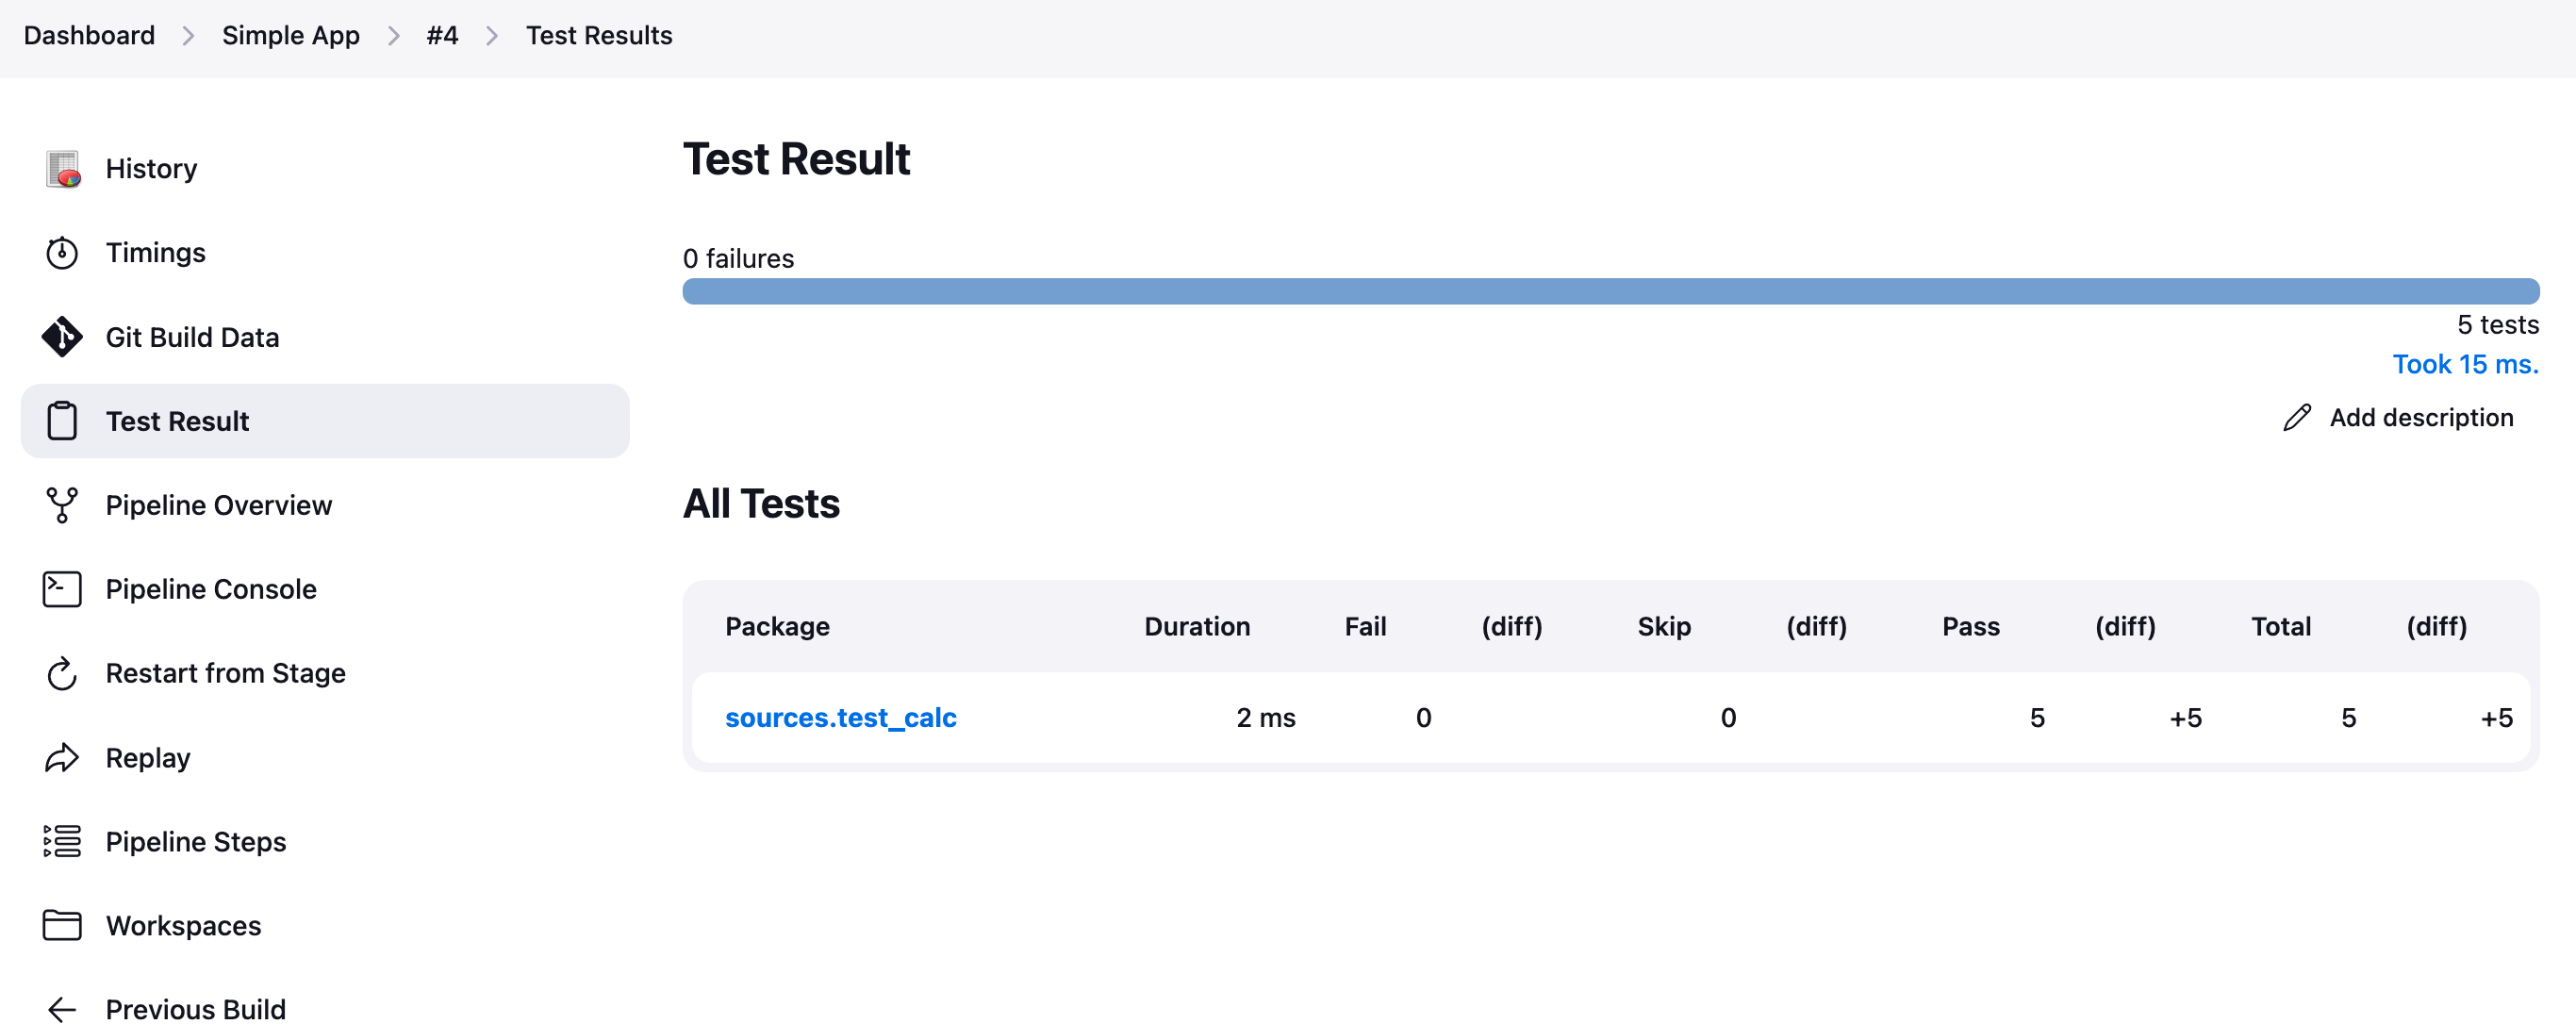 Dashboard > Simple App > #4 > Test Results
History
Timings
Git Build Data
Test Result
Pipeline Overview
Pipeline Console
Restart from Stage
Replay
Pipeline Steps
Workspaces
Previous Build
Test Result
0 failures
5 tests
Took 15 ms.
Add description
All Tests
Package Duration Fail (diff) Skip (diff) Pass (diff) Total (diff)
sources.test_calc 2 ms 0 0 5 +5 5 +5